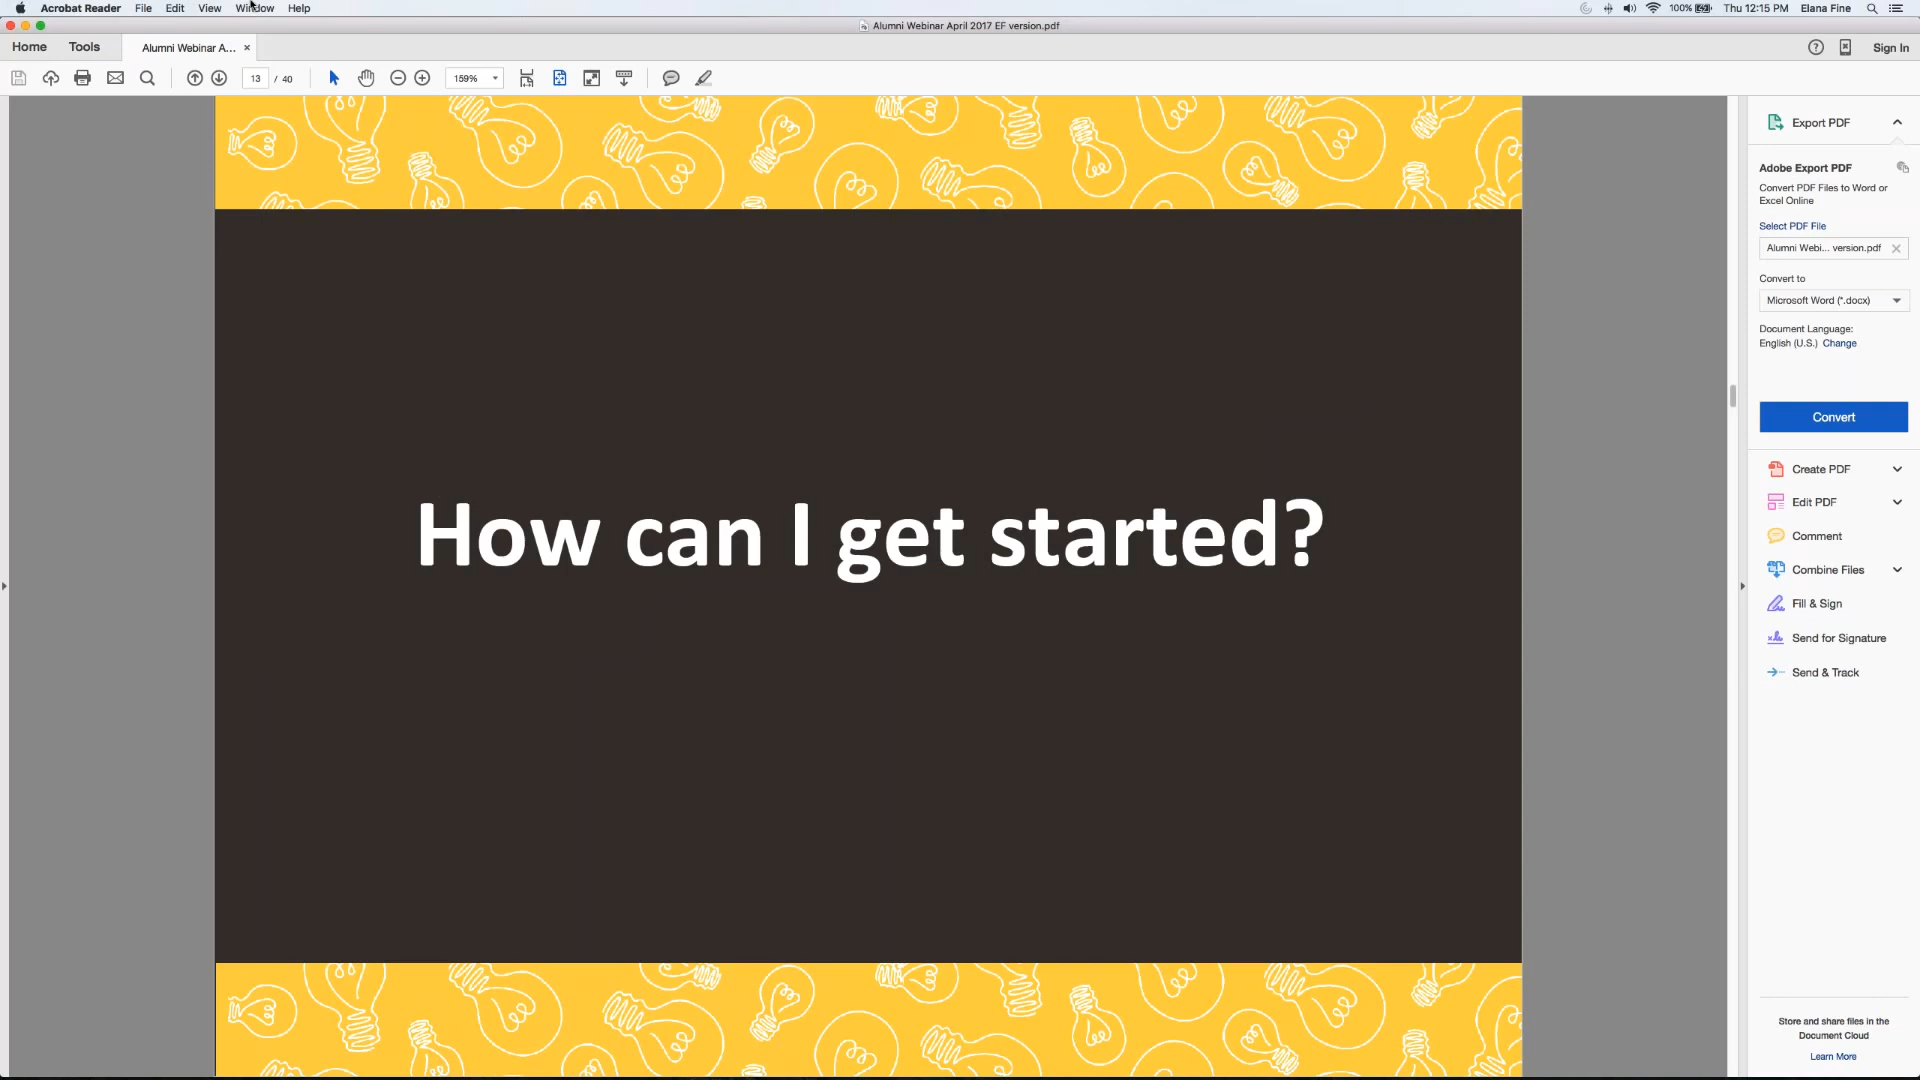 Acrobat Reader File Edit View Window Help 100% Thu 12:15 PM Elana Fine
Alumni Webinar April 2017 EF version.pdf
Home Tools Alumni Webinar A... × Sign In
13 / 40 159%
Export PDF
Adobe Export PDF
Convert PDF Files to Word or
Excel Online
Select PDF File
Alumni Webi... version.pdf
Convert to
Microsoft Word (*.docx)
Document Language:
English (U.S.) Change
Convert
How can I get started?
Create PDF
Edit PDF
Comment
Combine Files
Fill & Sign
Send for Signature
Send & Track
Store and share files in the
Document Cloud
Learn More